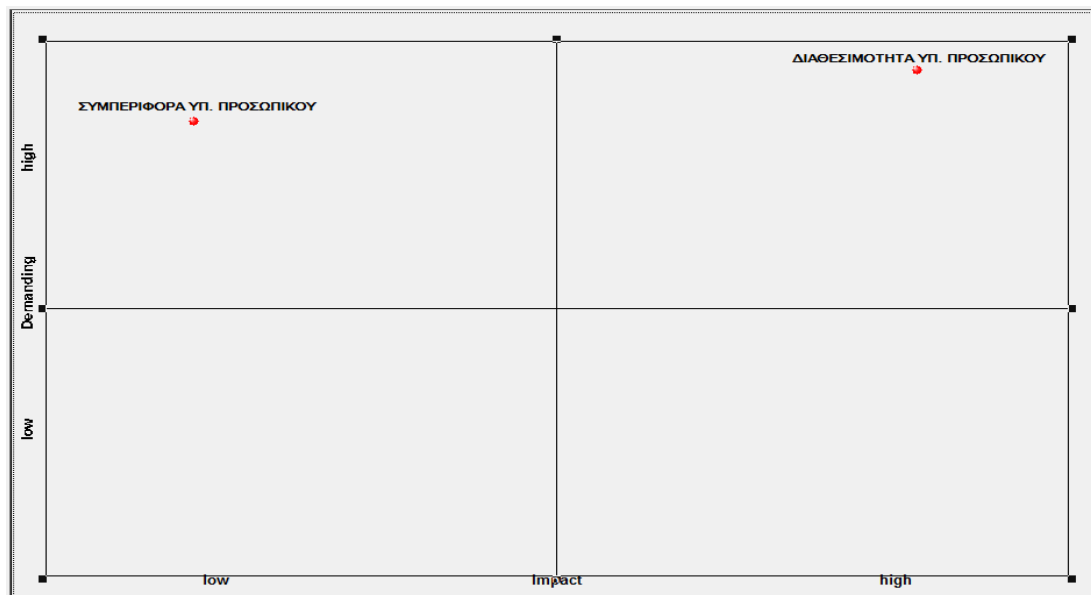 ΔΙΑΘΕΣΙΜΟΤΗΤΑ ΥΠ. ΠΡΟΣΩΠΙΚΟΥ
ΣΥΜΠΕΡΙΦΟΡΑ ΥΠ. ΠΡΟΣΩΠΙΚΟΥ
high
Demanding
low
low
Impact
high